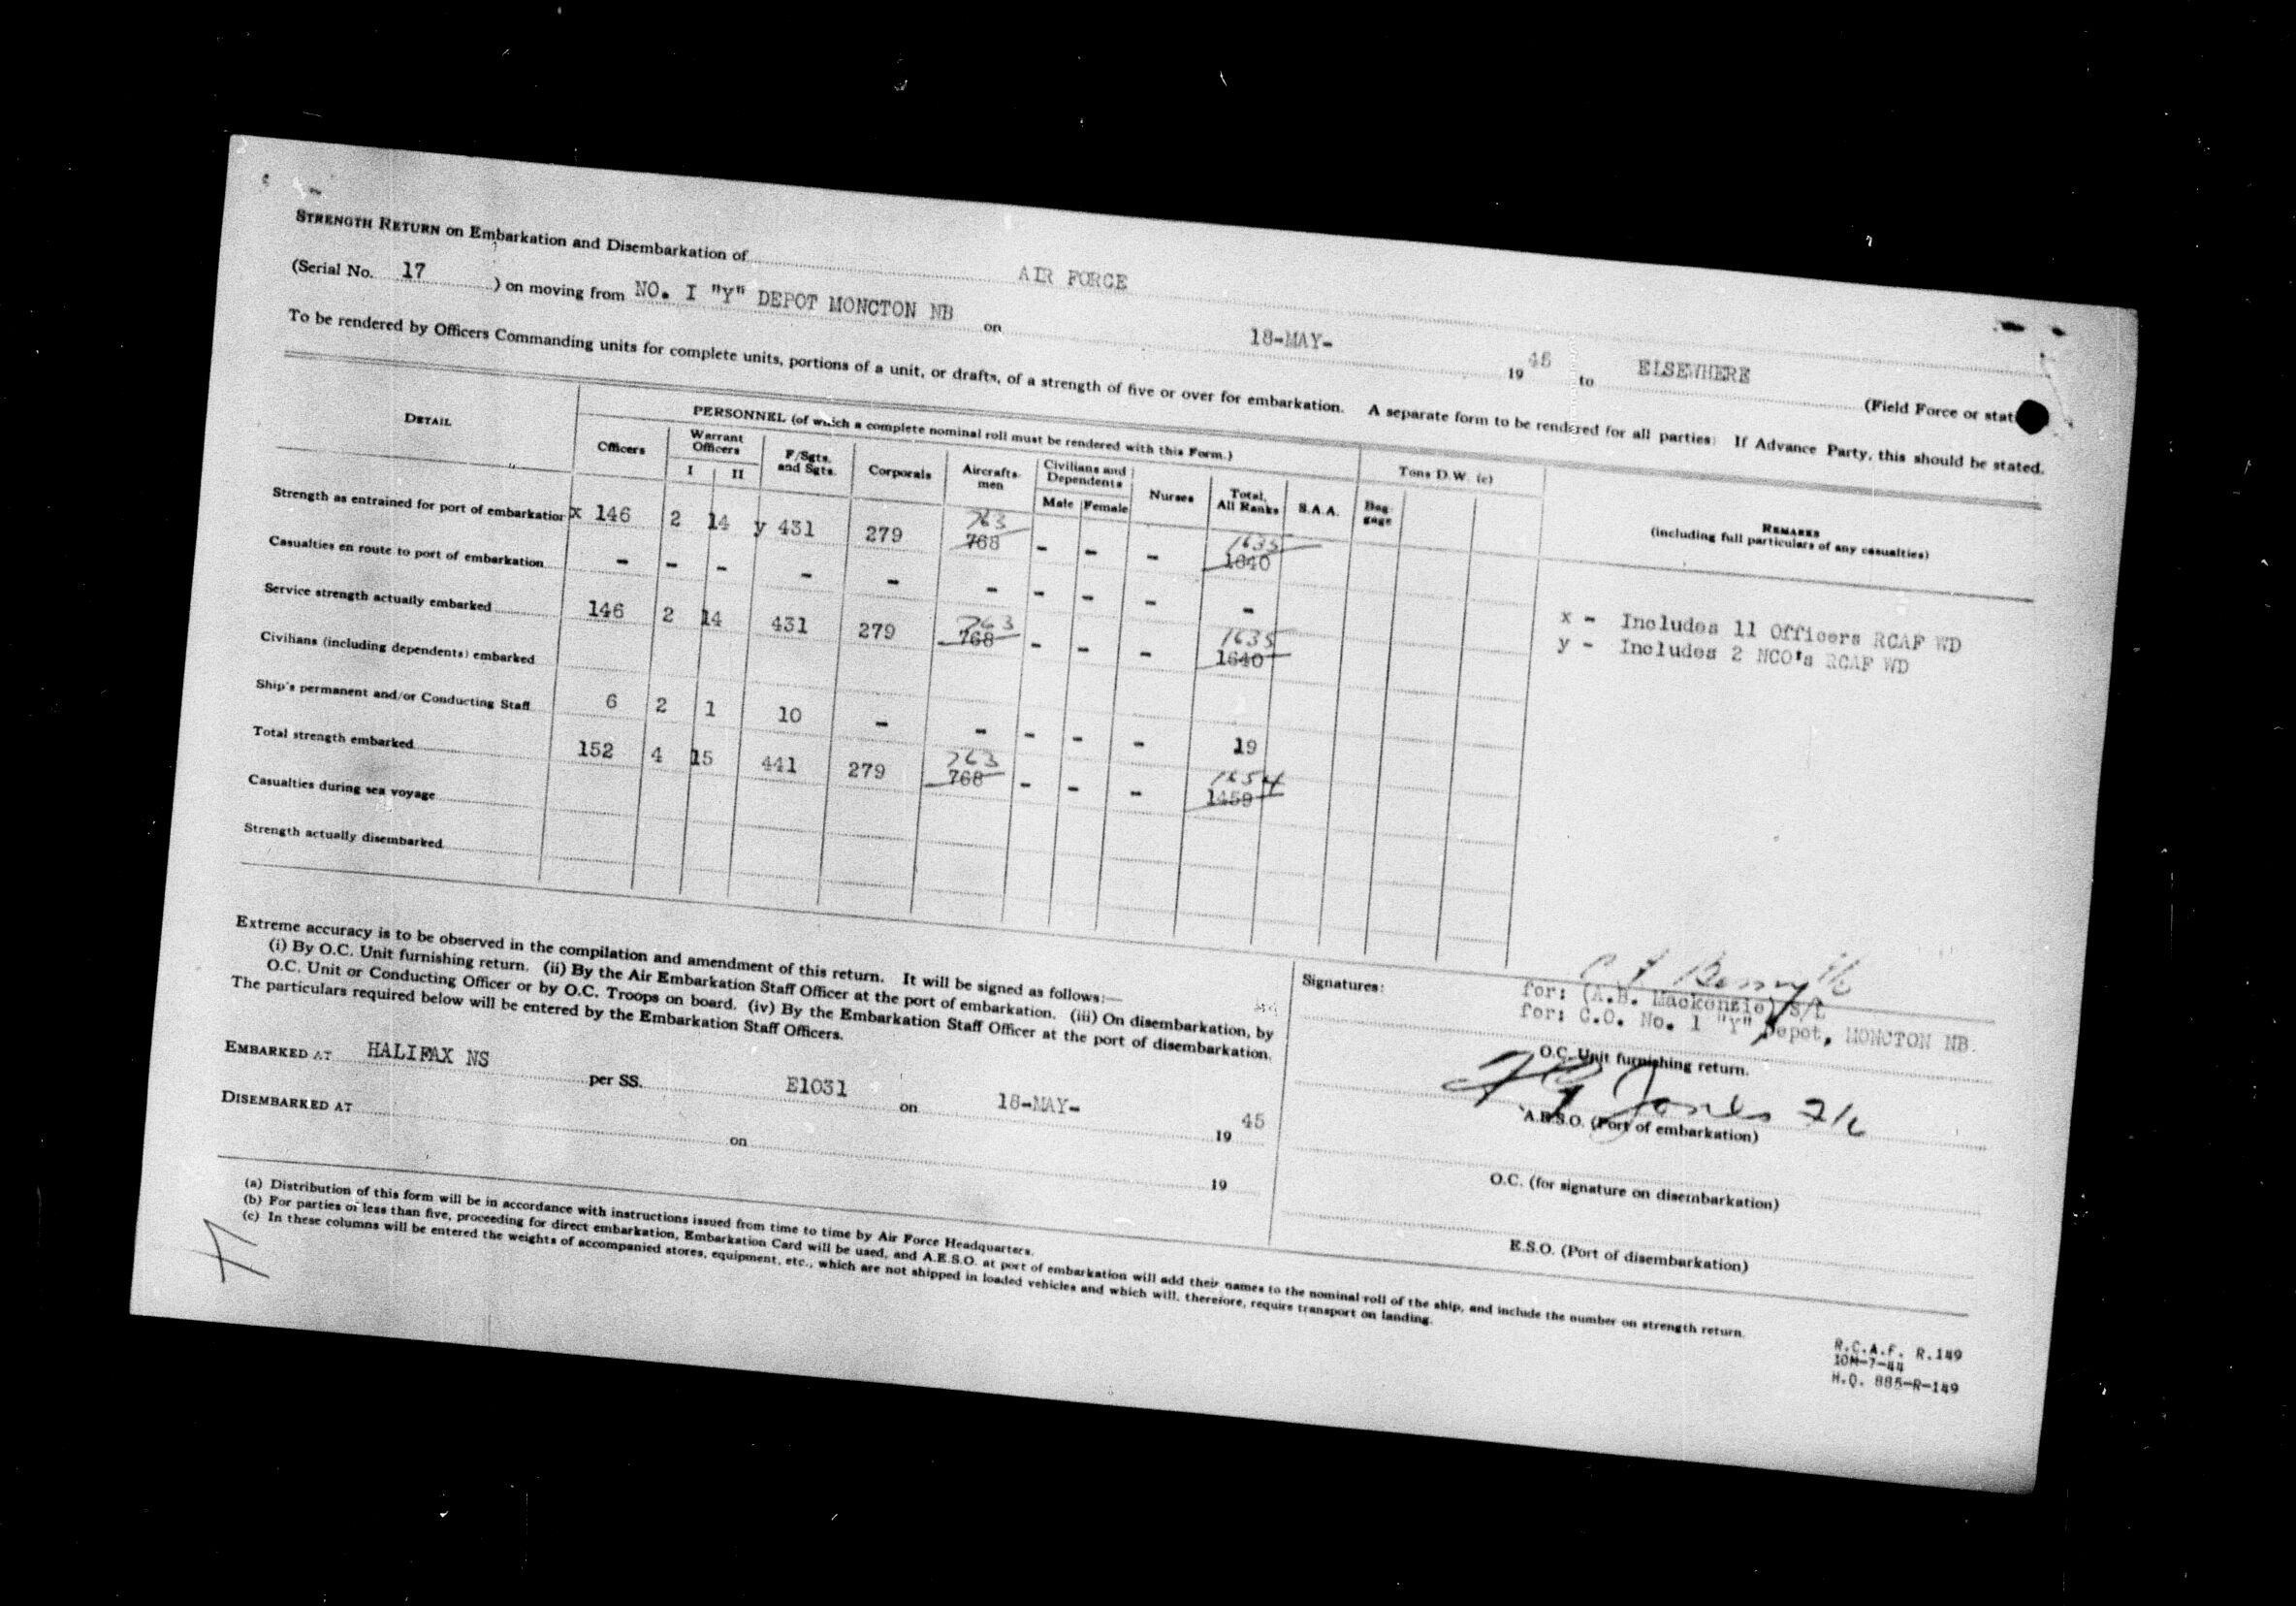 STRENGTH RETURN on Embarkation and Disembarkation of AIR FORCE
(Serial No. 17 ) on moving from NO. I "Y" DEPOT MONCTON NB on 18-MAY- 1945 to ELSEWHERE (Field Force or stati
To be rendered by Officers Commanding units for complete units, portions of a unit, or drafts, of a strength of five or over for embarkation. A separate form to be rendered for all parties: If Advance Party, this should be stated.
DETAIL
PERSONNEL (of which a complete nominal roll must be rendered with this Form.)
Tons D.W. (c)
REMARKS
(including full particulars of any casualties)
Officers
Warrant Officers I II
F/Sgts. and Sgts.
Corporals
Aircrafts-men
Civilians and Dependents Male Female
Nurses
Total, All Ranks
S.A.A.
Bag-gage
Strength as entrained for port of embarkation x 146 2 14 y 431 279 763 768 - - - 1635 1640
Casualties en route to port of embarkation - - - - - - - - - -
Service strength actually embarked 146 2 14 431 279 763 768 - - - 1635 1640
Civilians (including dependents) embarked
Ship's permanent and/or Conducting Staff 6 2 1 10 - - - - - 19
Total strength embarked 152 4 15 441 279 763 768 - - - 1654 1459
Casualties during sea voyage
Strength actually disembarked
x - Includes 11 Officers RCAF WD
y - Includes 2 NCO's RCAF WD
Extreme accuracy is to be observed in the compilation and amendment of this return. It will be signed as follows:—
(i) By O.C. Unit furnishing return. (ii) By the Air Embarkation Staff Officer at the port of embarkation. (iii) On disembarkation, by
O.C. Unit or Conducting Officer or by O.C. Troops on board. (iv) By the Embarkation Staff Officer at the port of disembarkation.
The particulars required below will be entered by the Embarkation Staff Officers.
EMBARKED AT HALIFAX NS per SS. E1031 on 18-MAY- 1945
DISEMBARKED AT on 19
Signatures:
for: (A.B. Mackenzie) S/L
for: C.O. No. 1 "Y" Depot, MONCTON NB.
O.C. Unit furnishing return.
Jones F/L
A.E.S.O. (Port of embarkation)
O.C. (for signature on disembarkation)
E.S.O. (Port of disembarkation)
(a) Distribution of this form will be in accordance with instructions issued from time to time by Air Force Headquarters.
(b) For parties of less than five, proceeding for direct embarkation, Embarkation Card will be used, and A.E.S.O. at port of embarkation will add their names to the nominal roll of the ship, and include the number on strength return.
(c) In these columns will be entered the weights of accompanied stores, equipment, etc., which are not shipped in loaded vehicles and which will, therefore, require transport on landing.
R.C.A.F. R.149
10M-7-44
H.Q. 885-R-149